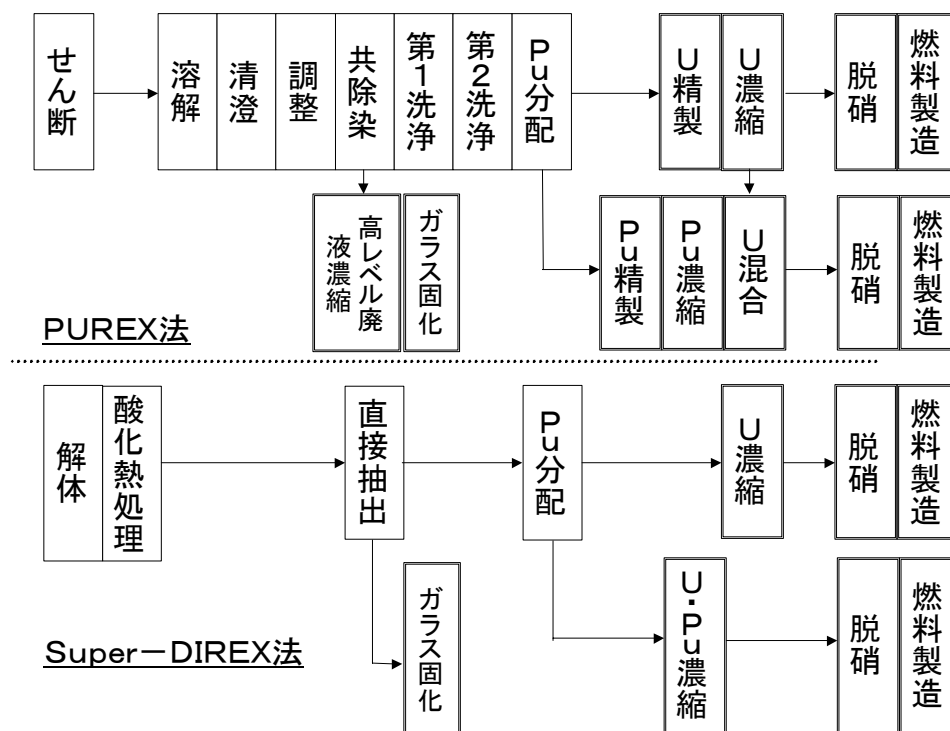 せん断
溶解
清澄
調整
共除染
第1洗浄
第2洗浄
Pu分配
U精製
U濃縮
脱硝
燃料製造
高レベル廃
液濃縮
ガラス固化
Pu精製
Pu濃縮
U混合
脱硝
燃料製造
PUREX法
解体
酸化熱処理
直接抽出
Pu分配
U濃縮
脱硝
燃料製造
ガラス固化
U・Pu濃縮
脱硝
燃料製造
Super－DIREX法